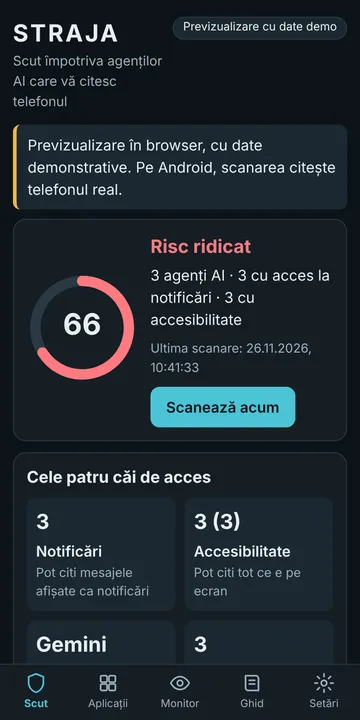 STRAJA
Previzualizare cu date demo
Scut împotriva agenților
AI care vă citesc
telefonul
Previzualizare în browser, cu date
demonstrative. Pe Android, scanarea citește
telefonul real.
66
Risc ridicat
3 agenți AI · 3 cu acces la
notificări · 3 cu
accesibilitate
Ultima scanare: 26.11.2026,
10:41:33
Scanează acum
Cele patru căi de acces
3
Notificări
Pot citi mesajele
afișate ca notificări
3 (3)
Accesibilitate
Pot citi tot ce e pe
ecran
Gemini
3
Scut
Aplicații
Monitor
Ghid
Setări